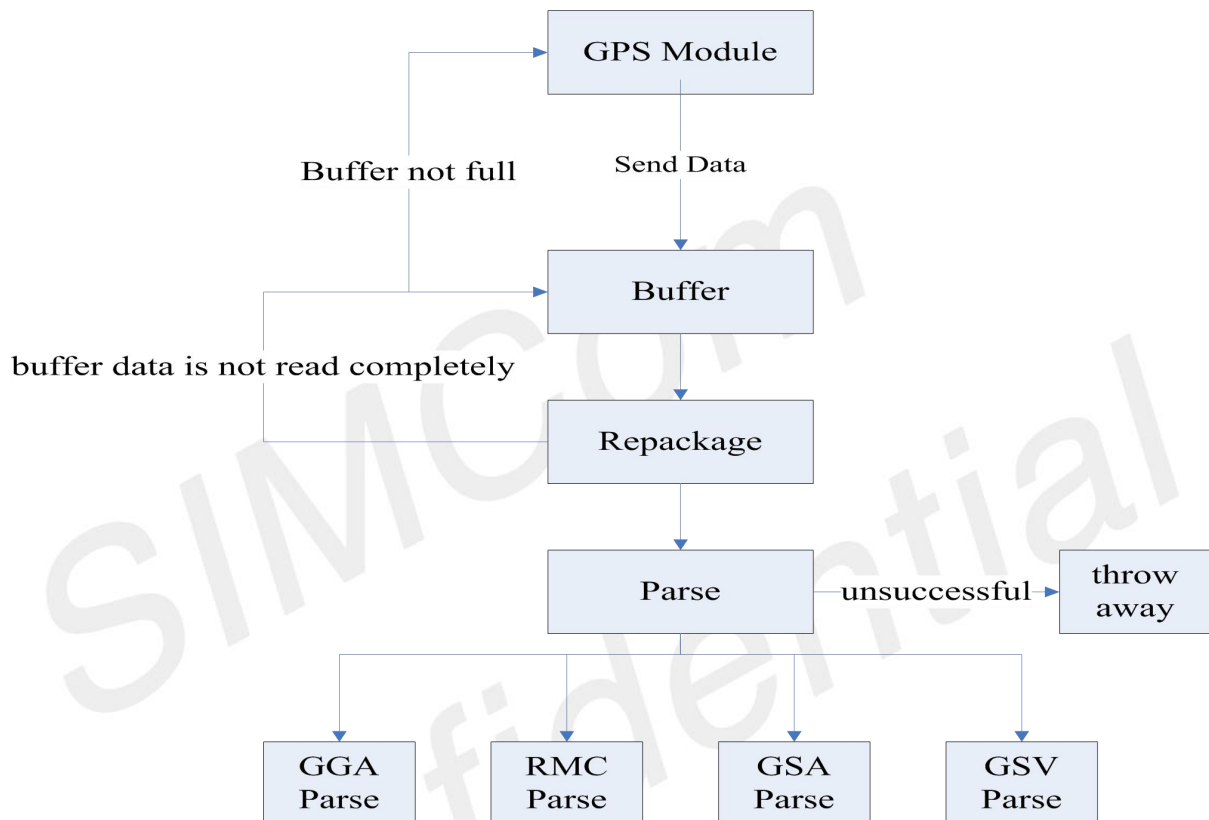 GPS Module
Buffer not full
Send Data
Buffer
buffer data is not read completely
Repackage
Parse
unsuccessful
throw
away
GGA
Parse
RMC
Parse
GSA
Parse
GSV
Parse
SIMCom
fidential